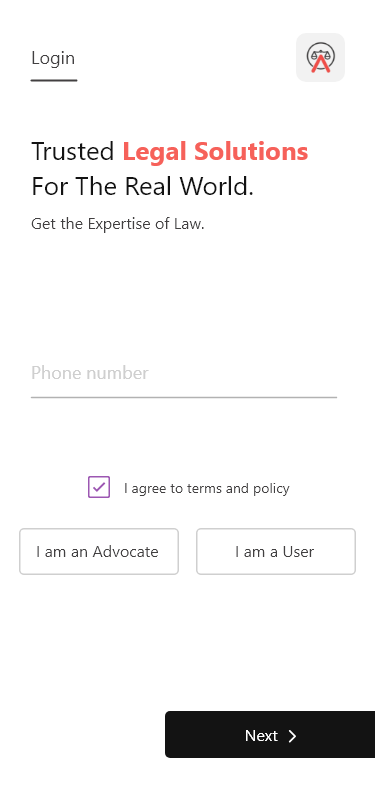 Login
Trusted Legal Solutions
For The Real World.
Get the Expertise of Law.
Phone number
I agree to terms and policy
I am an Advocate
I am a User
Next